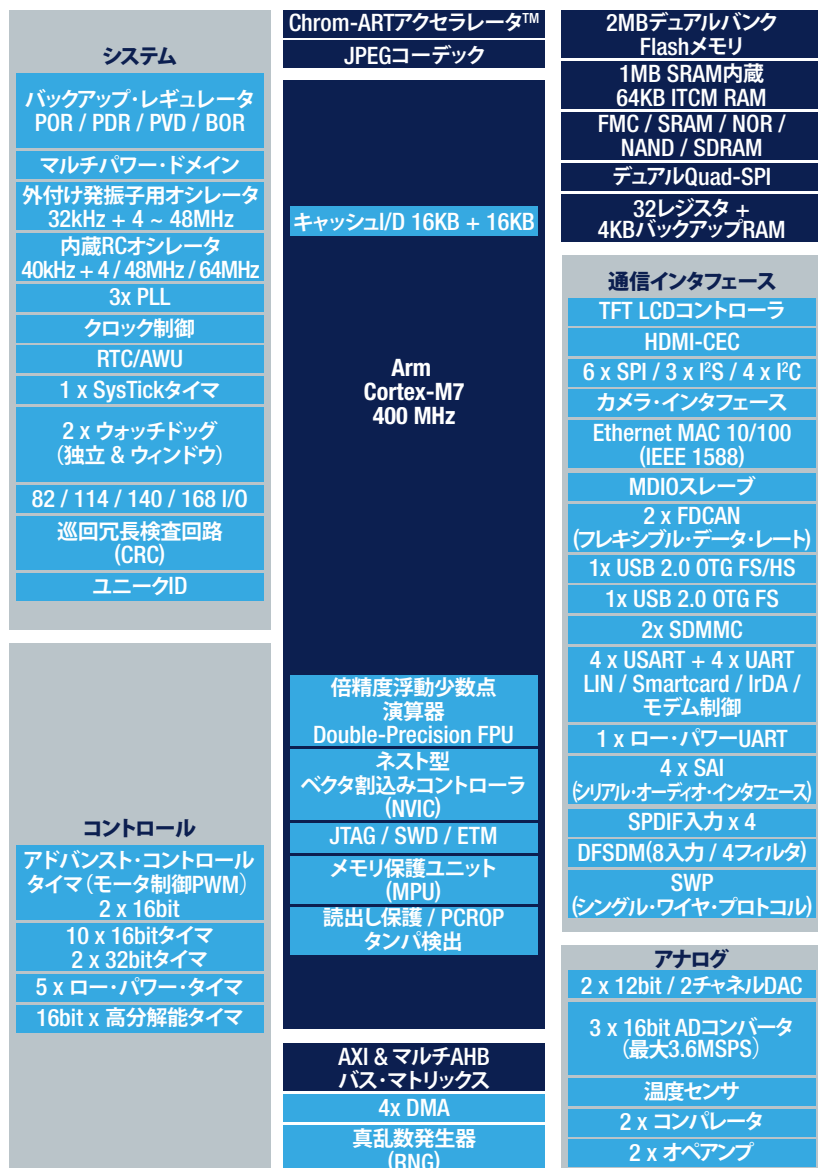 システム
バックアップ・レギュレータ
POR / PDR / PVD / BOR
マルチパワー・ドメイン
外付け発振子用オシレータ
32kHz + 4 ~ 48MHz
内蔵RCオシレータ
40kHz + 4 / 48MHz / 64MHz
3x PLL
クロック制御
RTC/AWU
1 x SysTickタイマ
2 x ウォッチドッグ
(独立 & ウィンドウ)
82 / 114 / 140 / 168 I/O
巡回冗長検査回路
(CRC)
ユニークID
コントロール
アドバンスト・コントロール
タイマ(モータ制御PWM)
2 x 16bit
10 x 16bitタイマ
2 x 32bitタイマ
5 x ロー・パワー・タイマ
16bit x 高分解能タイマ
Chrom-ARTアクセラレータ™
JPEGコーデック
キャッシュI/D 16KB + 16KB
Arm
Cortex-M7
400 MHz
倍精度浮動少数点
演算器
Double-Precision FPU
ネスト型
ベクタ割込みコントローラ
(NVIC)
JTAG / SWD / ETM
メモリ保護ユニット
(MPU)
読出し保護 / PCROP
タンパ検出
AXI & マルチAHB
バス・マトリックス
4x DMA
真乱数発生器
(RNG)
2MBデュアルバンク
Flashメモリ
1MB SRAM内蔵
64KB ITCM RAM
FMC / SRAM / NOR /
NAND / SDRAM
デュアルQuad-SPI
32レジスタ +
4KBバックアップRAM
通信インタフェース
TFT LCDコントローラ
HDMI-CEC
6 x SPI / 3 x I²S / 4 x I²C
カメラ・インタフェース
Ethernet MAC 10/100
(IEEE 1588)
MDIOスレーブ
2 x FDCAN
(フレキシブル・データ・レート)
1x USB 2.0 OTG FS/HS
1x USB 2.0 OTG FS
2x SDMMC
4 x USART + 4 x UART
LIN / Smartcard / IrDA /
モデム制御
1 x ロー・パワーUART
4 x SAI
(シリアル・オーディオ・インタフェース)
SPDIF入力 x 4
DFSDM(8入力 / 4フィルタ)
SWP
(シングル・ワイヤ・プロトコル)
アナログ
2 x 12bit / 2チャネルDAC
3 x 16bit ADコンバータ
(最大3.6MSPS)
温度センサ
2 x コンパレータ
2 x オペアンプ